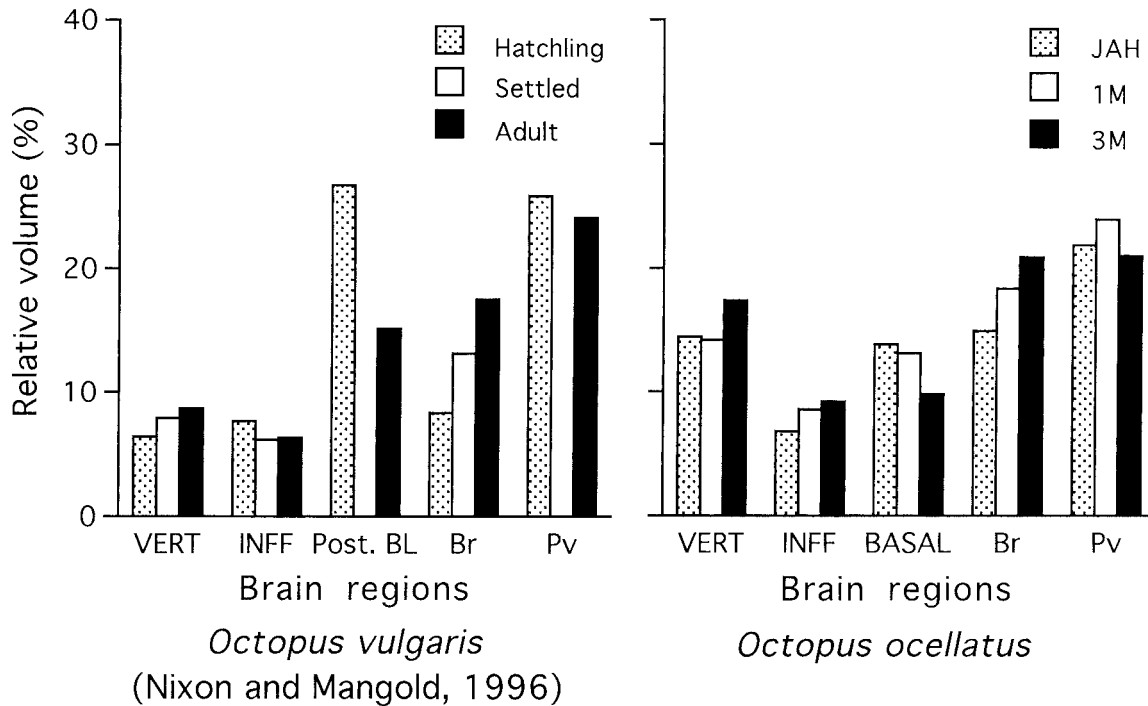 Relative volume (%)
40
30
20
10
0
Hatchling
Settled
Adult
VERT INFF Post. BL Br Pv
Brain regions
Octopus vulgaris
(Nixon and Mangold, 1996)
JAH
1M
3M
VERT INFF BASAL Br Pv
Brain regions
Octopus ocellatus